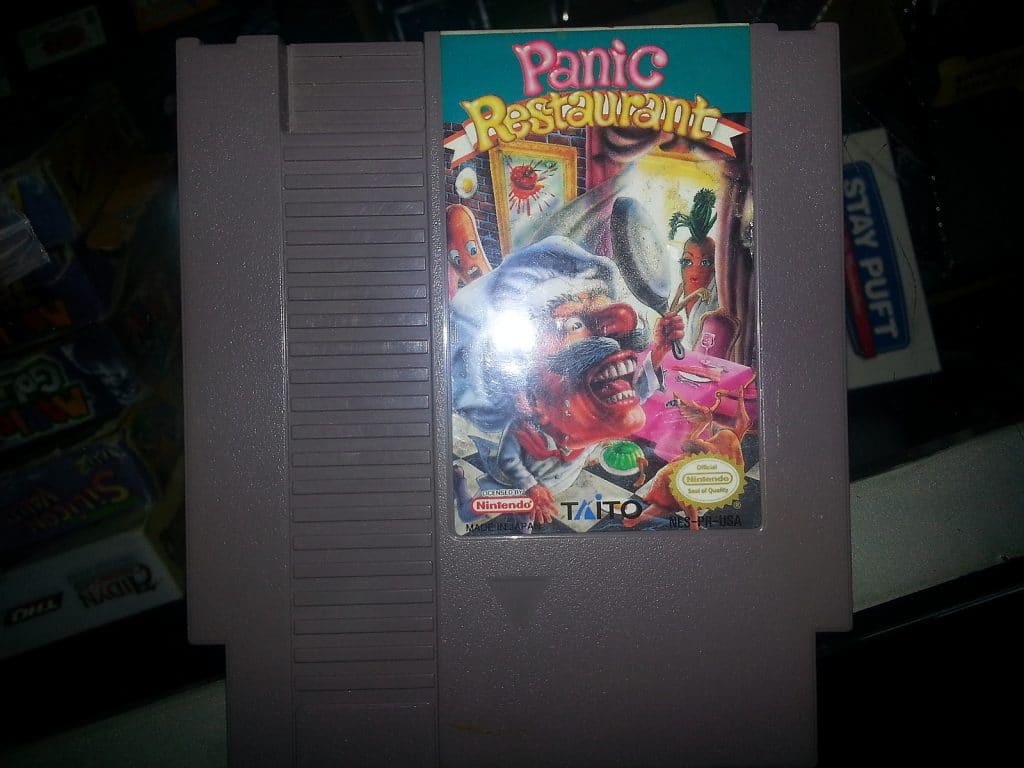 Panic
Restaurant
STAY PUFT
Official
Nintendo
Seal of Quality
LICENSED BY
Nintendo
TAITO
MADE IN JAPAN
NES-PR-USA
THQ